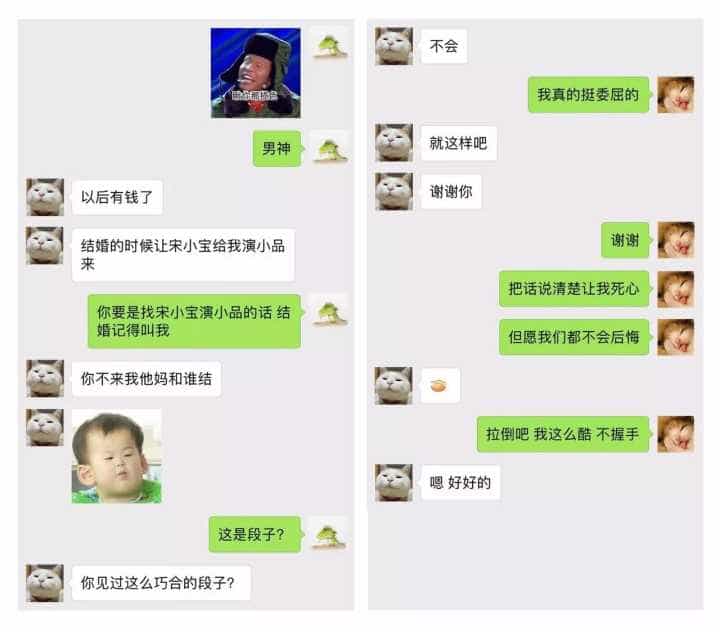 男神
以后有钱了
结婚的时候让宋小宝给我演小品
来
你要是找宋小宝演小品的话 结
婚记得叫我
你不来我他妈和谁结
这是段子?
你见过这么巧合的段子?
不会
我真的挺委屈的
就这样吧
谢谢你
谢谢
把话说清楚让我死心
但愿我们都不会后悔
拉倒吧 我这么酷 不握手
嗯 好好的